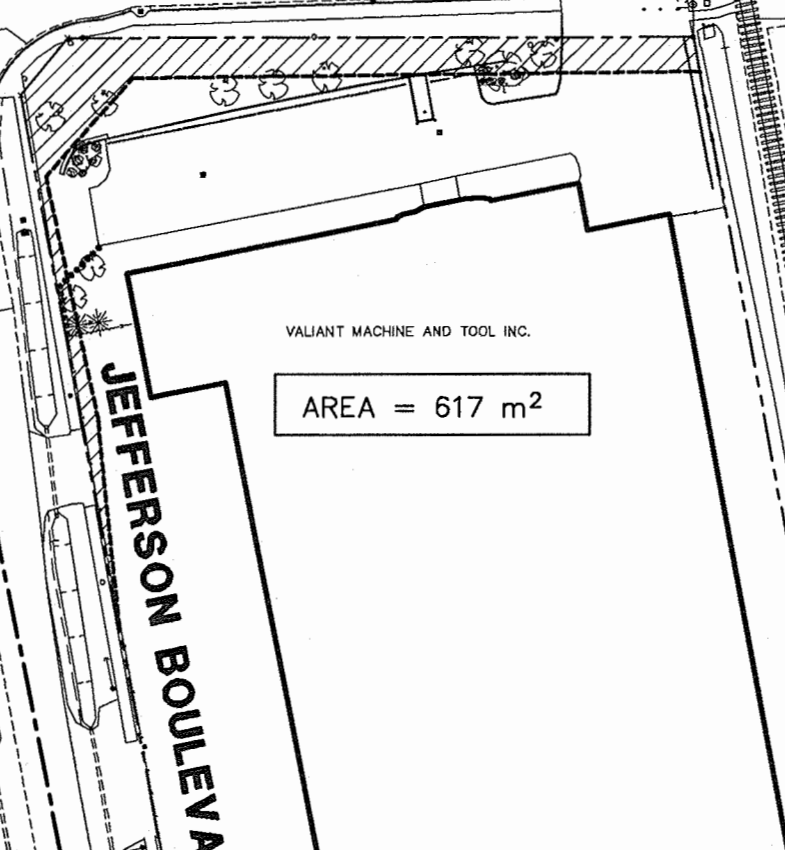 VALIANT MACHINE AND TOOL INC.
AREA = 617 m²
JEFFERSON BOULEVA